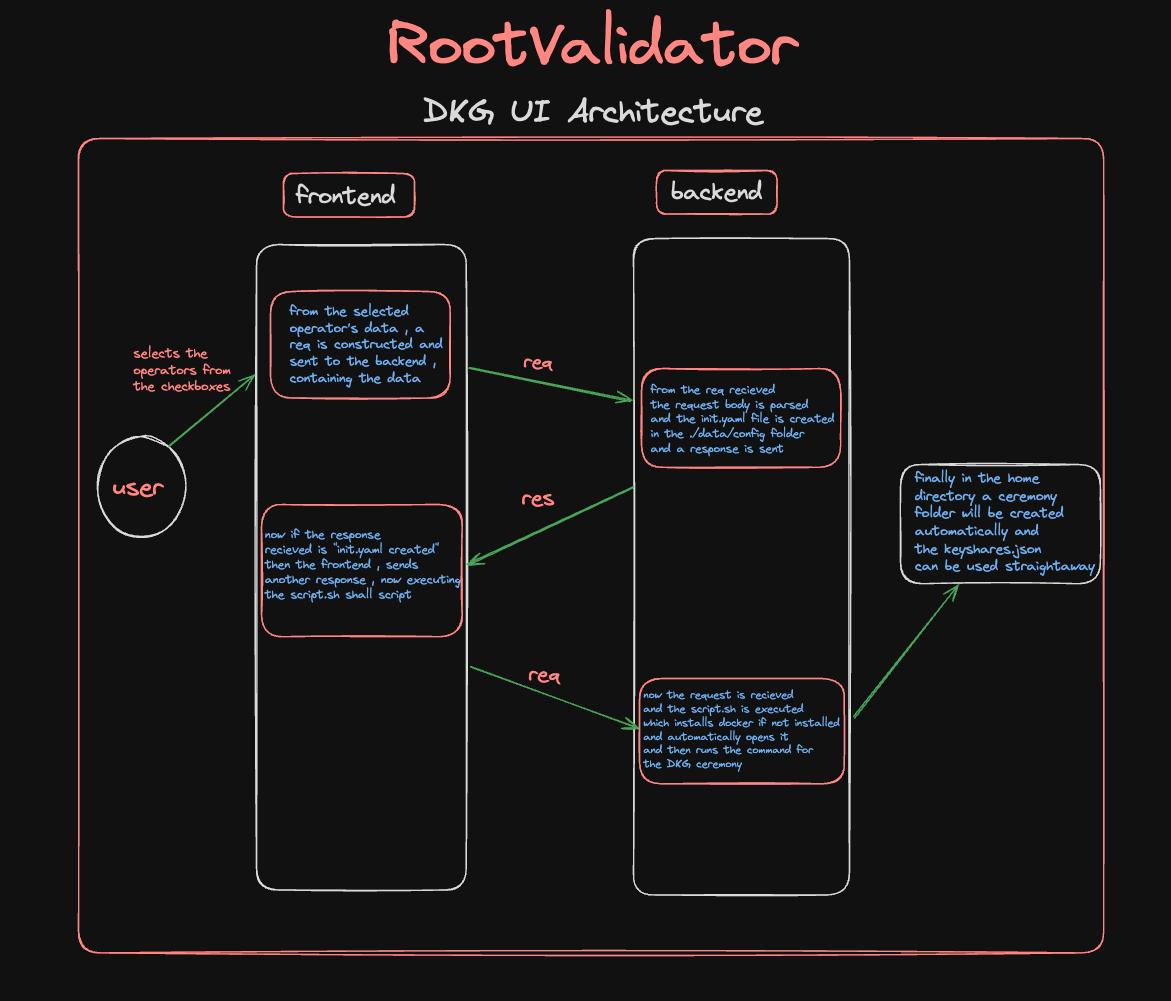 RootValidator
DKG UI Architecture
frontend
backend
from the selected
operator's data , a
req is constructed and
sent to the backend ,
containing the data
selects the
operators from
the checkboxes
req
from the req recieved
the request body is parsed
and the init.yaml file is created
in the ./data/config folder
and a response is sent
user
res
finally in the home
directory a ceremony
folder will be created
automatically and
the keyshares.json
can be used straightaway
now if the response
recieved is "init.yaml created"
then the frontend , sends
another response , now executing
the script.sh shall script
req
now the request is recieved
and the script.sh is executed
which installs docker if not installed
and automatically opens it
and then runs the command for
the DKG ceremony